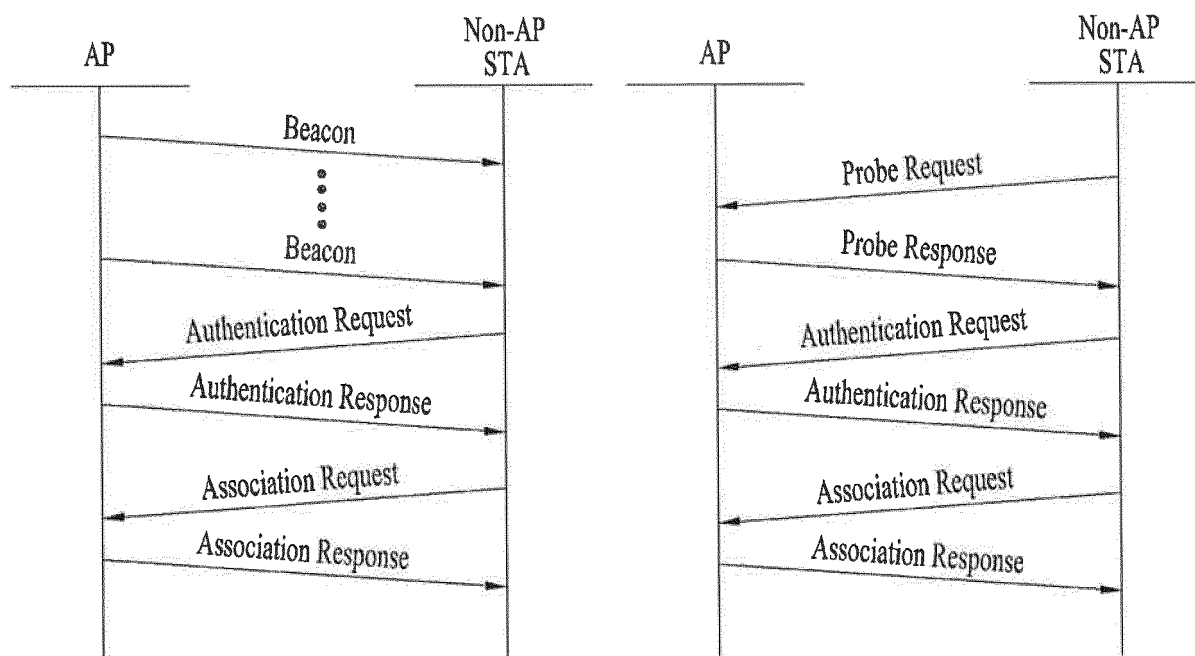 AP
Non-AP
STA
Beacon
Beacon
Authentication Request
Authentication Response
Association Request
Association Response
AP
Non-AP
STA
Probe Request
Probe Response
Authentication Request
Authentication Response
Association Request
Association Response